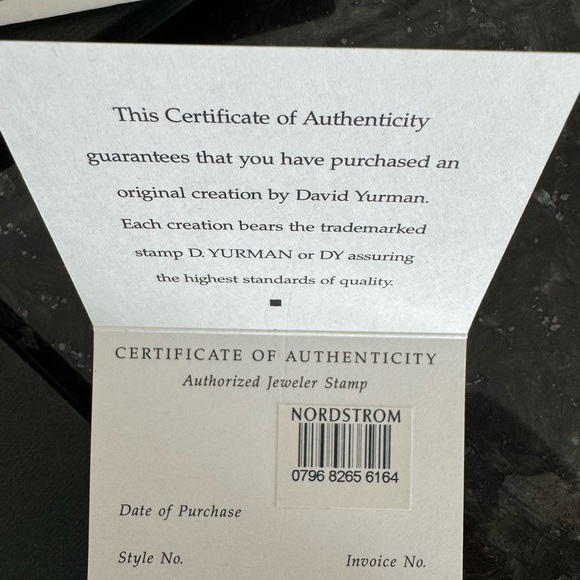 This Certificate of Authenticity
guarantees that you have purchased an
original creation by David Yurman.
Each creation bears the trademarked
stamp D. YURMAN or DY assuring
the highest standards of quality.
CERTIFICATE OF AUTHENTICITY
Authorized Jeweler Stamp
NORDSTROM
0796 8265 6164
Date of Purchase
Style No. Invoice No.